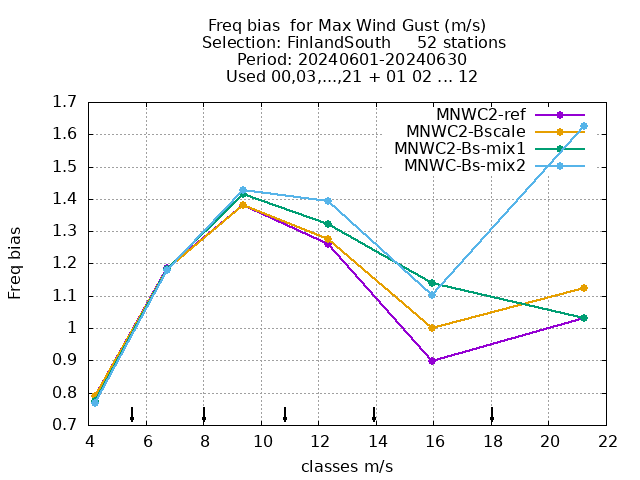 Freq bias  for Max Wind Gust (m/s)
Selection: FinlandSouth     52 stations
Period: 20240601-20240630
Used 00,03,...,21 + 01 02 ... 12
MNWC2-ref
MNWC2-Bscale
MNWC2-Bs-mix1
MNWC-Bs-mix2
Freq bias
1.7
1.6
1.5
1.4
1.3
1.2
1.1
1
0.9
0.8
0.7
4 6 8 10 12 14 16 18 20 22
classes m/s